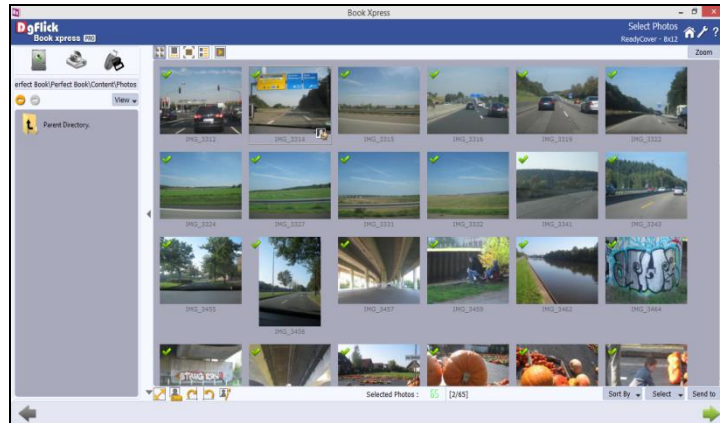 Book Xpress
DgFlick
Book xpress PRO
Select Photos
ReadyCover - 8x12
?
Zoom
erfect Book\Perfect Book\Content\Photos
View
Parent Directory.
IMG_3312
IMG_3314
IMG_3315
IMG_3316
IMG_3319
IMG_3322
IMG_3324
IMG_3327
IMG_3331
IMG_3332
IMG_3341
IMG_3343
IMG_3455
IMG_3456
IMG_3457
IMG_3459
IMG_3462
IMG_3464
Selected Photos : 65 [2/65]
Sort By
Select
Send to